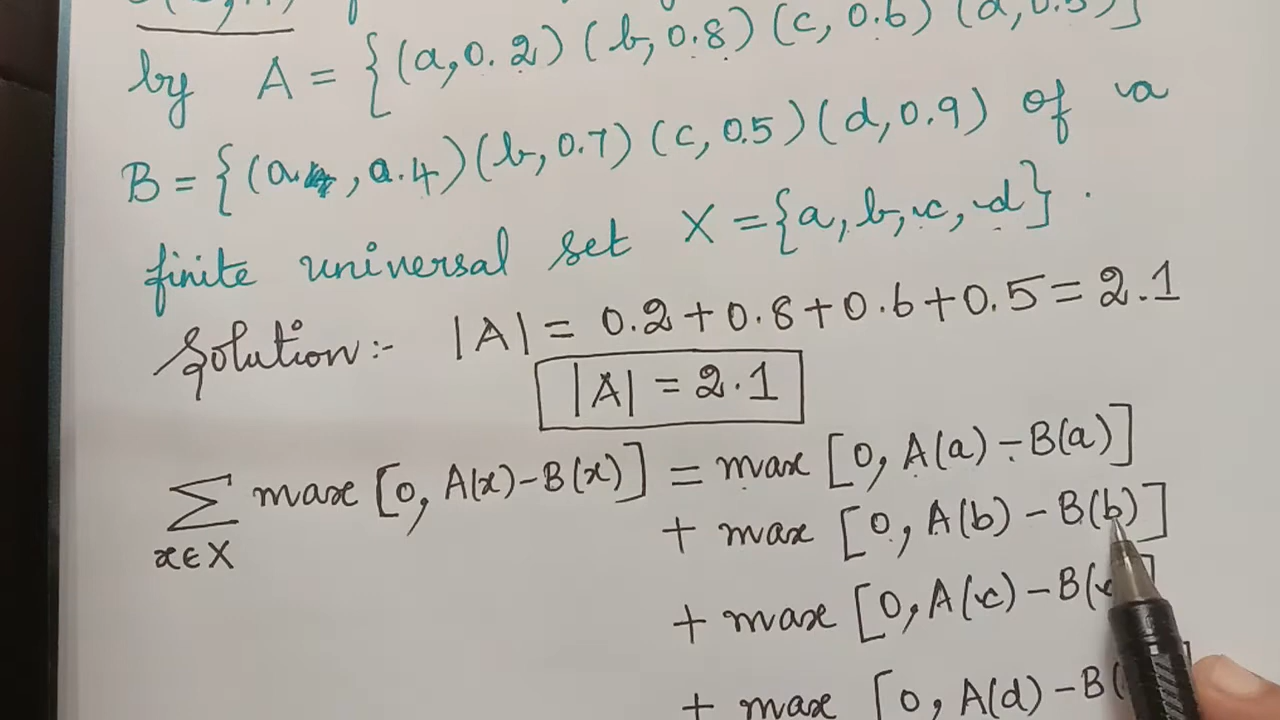 by A = {(a,0.2) (b,0.8) (c,0.6) (d,0.5)}
B = {(a, 0.4)(b,0.7)(c,0.5)(d,0.9) of a
finite universal set X = {a, b, c, d}.
Solution:- |A| = 0.2+0.8+0.6+0.5 = 2.1
|A| = 2.1
∑ max [0, A(x)-B(x)] = max [0, A(a)-B(a)]
x∈X
+ max [0, A(b) - B(b)]
+ max [0, A(c) - B(
+ max [0, A(d) - B(